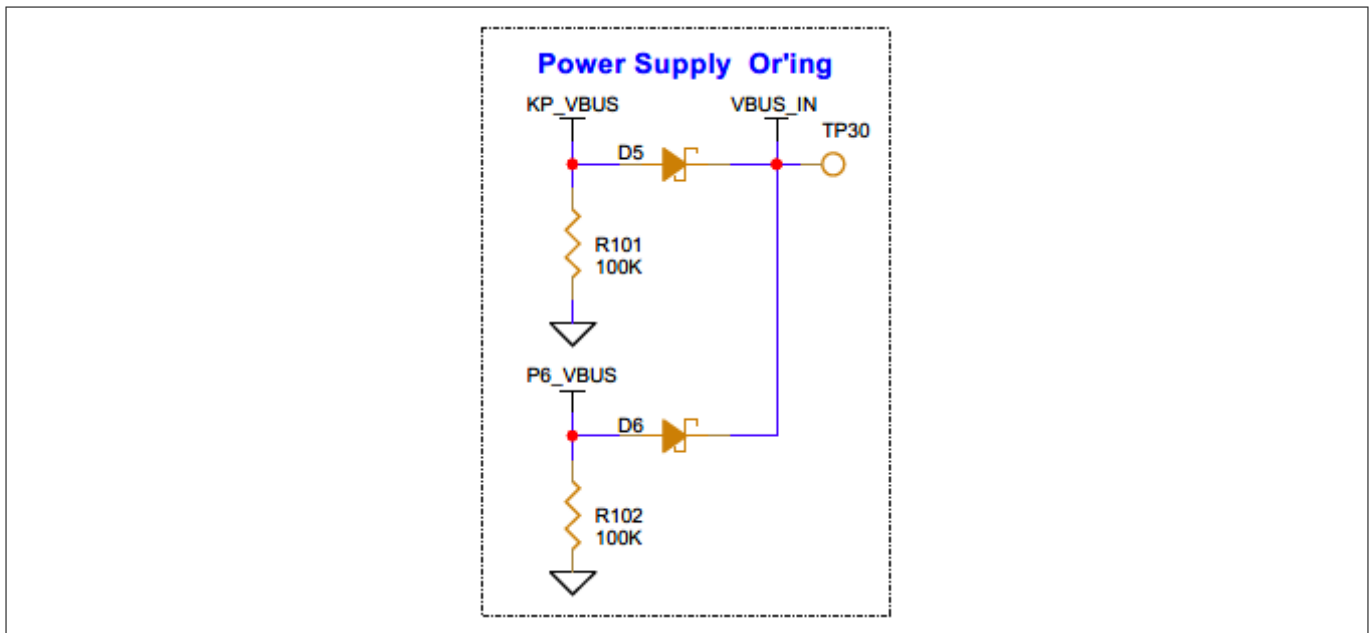 Power Supply Or'ing
KP_VBUS
VBUS_IN
TP30
D5
R101
100K
P6_VBUS
D6
R102
100K